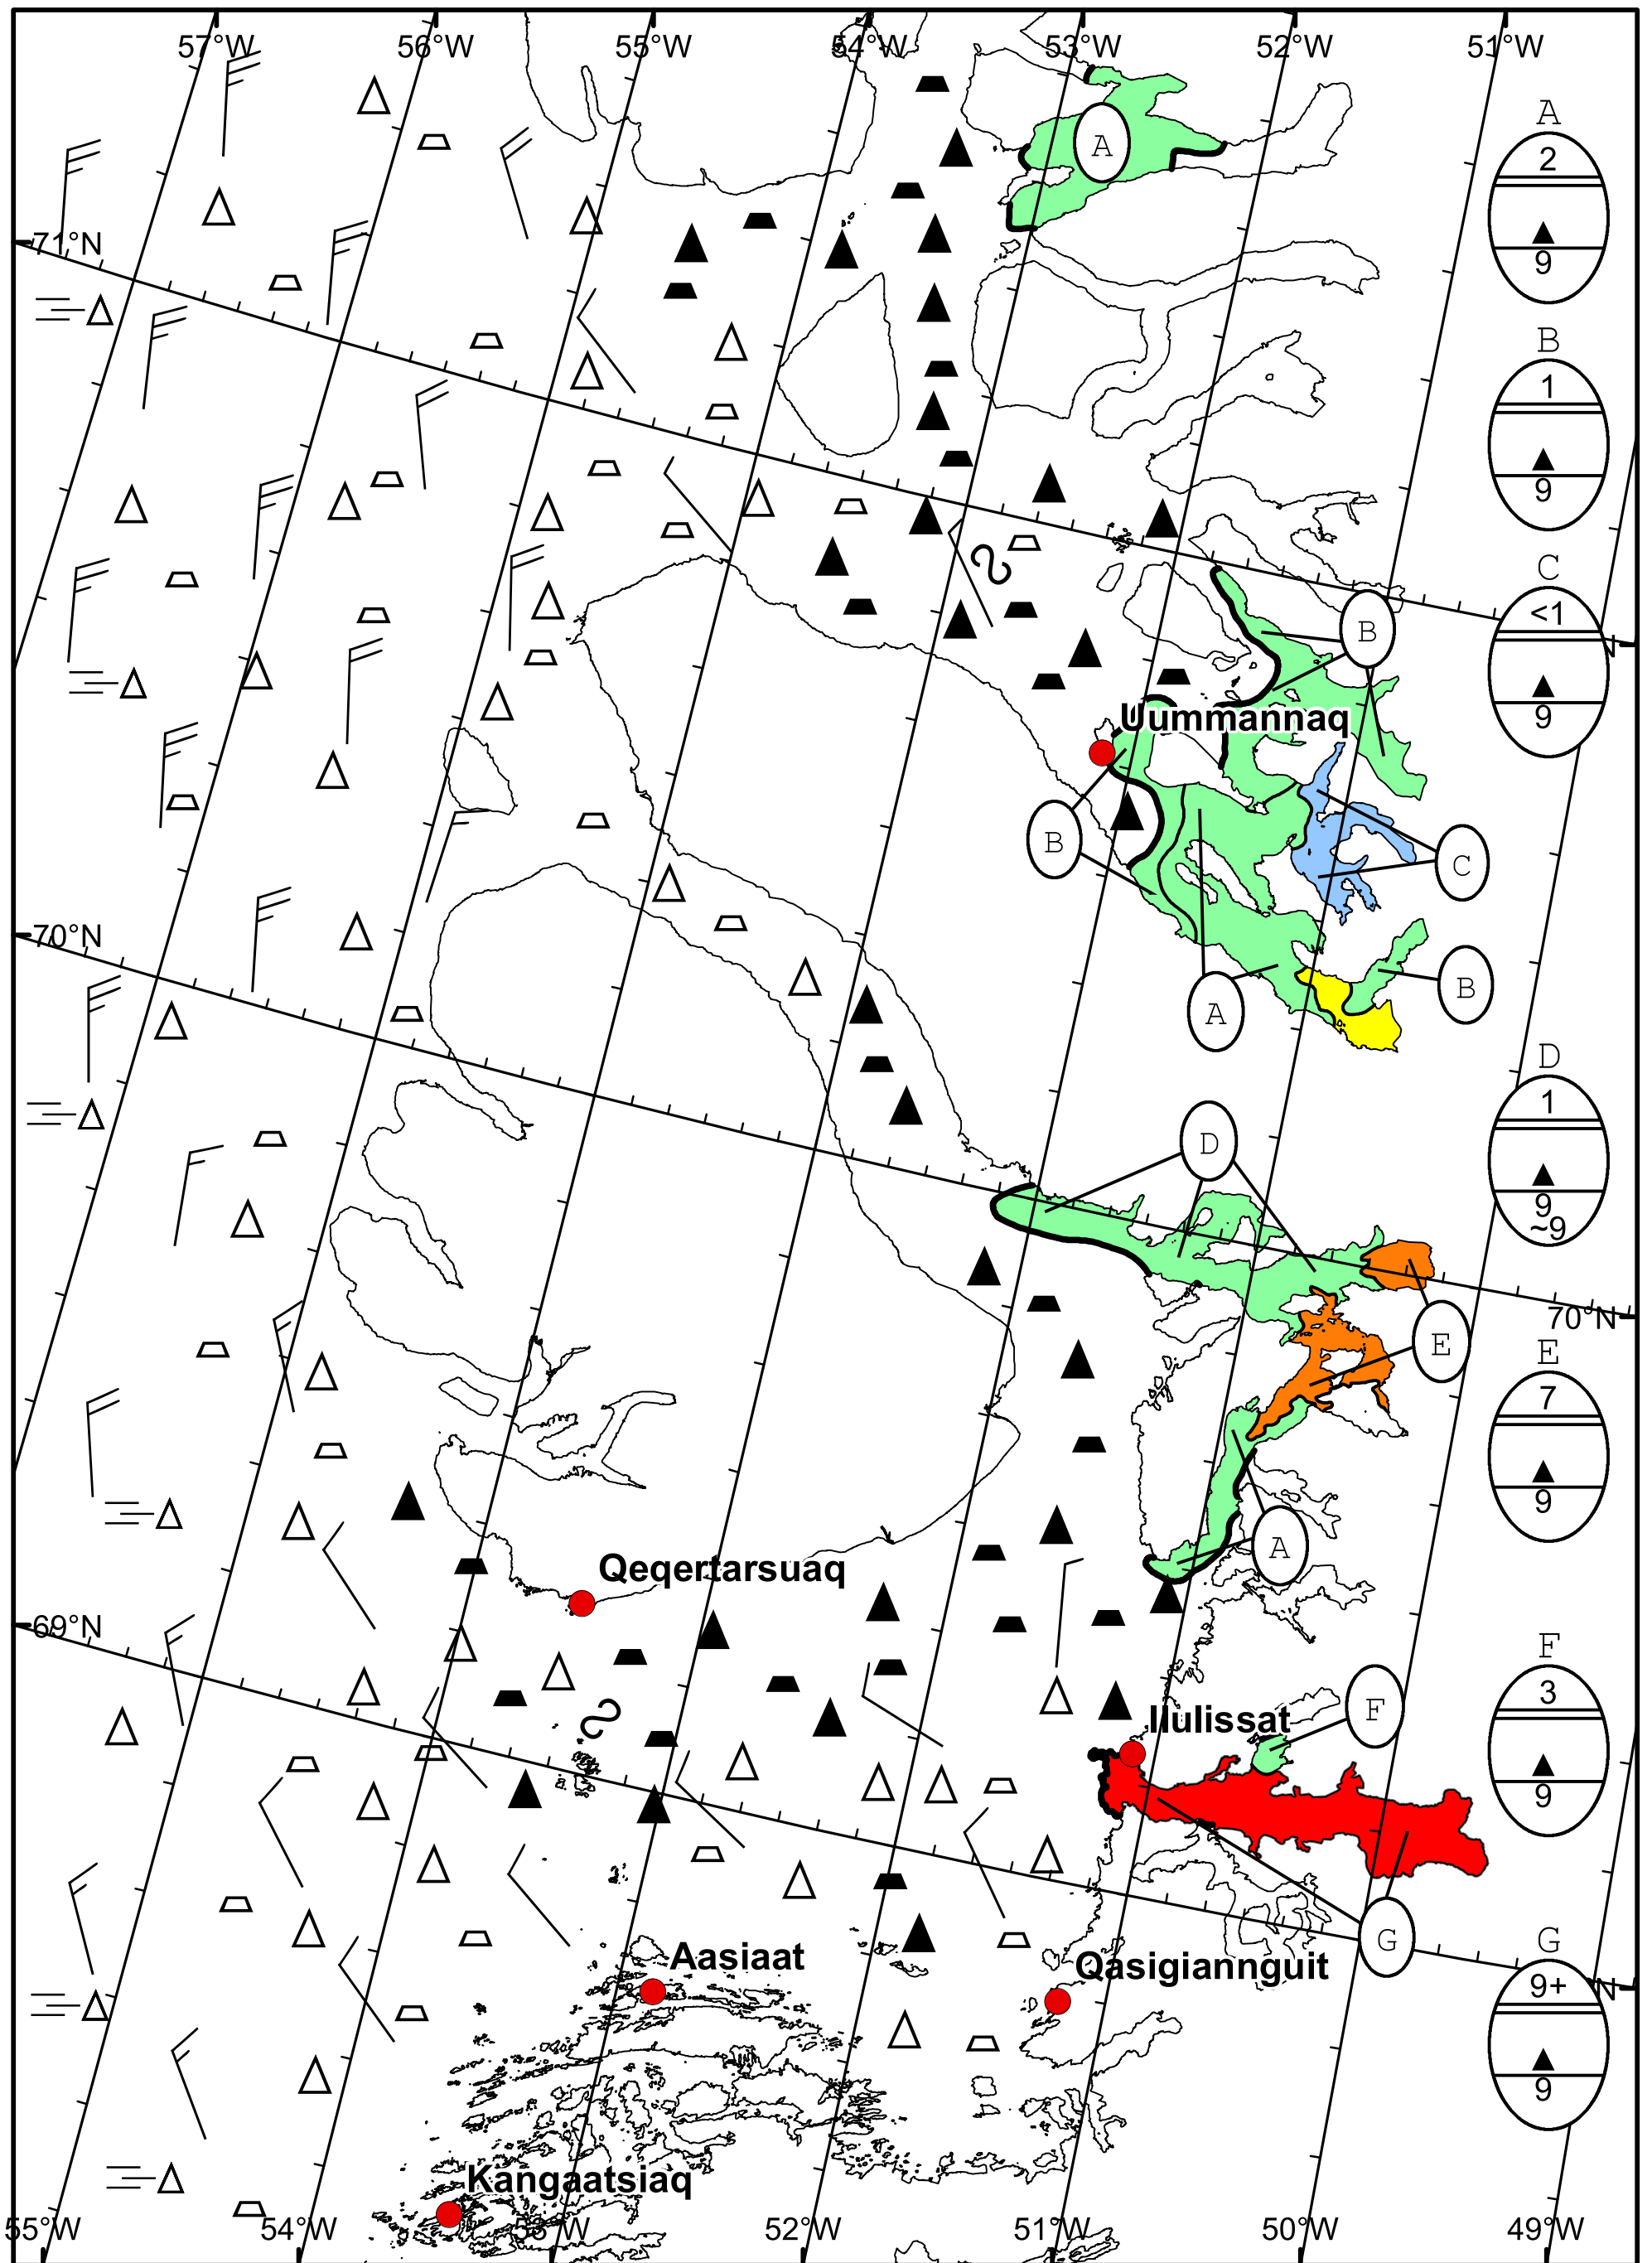 57°W 56°W 55°W 54°W 53°W 52°W 51°W
A
2
A
9
71°N
B
1
9
C
<1
B
N
9
Uummannaq
B
C
70°N
B
A
D
1
D
9
~9
70°N
E
E
7
9
A
Qeqertarsuaq
69°N
F
3
F
Ilulissat
9
G
G
9+
Aasiaat
Qasigiannguit
N
9
Kangaatsiaq
55°W 54°W 53°W 52°W 51°W 50°W 49°W